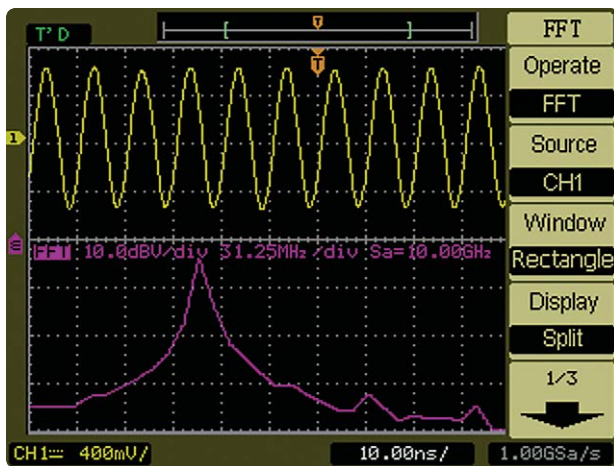 T'D
T
FFT
T
Operate
FFT
1
Source
CH1
Window
FFT 10.0dBV/div 31.25MHz/div Sa=10.00GHz
Rectangle
Display
Split
1/3
CH1 400mV/
10.00ns/
1.00GSa/s